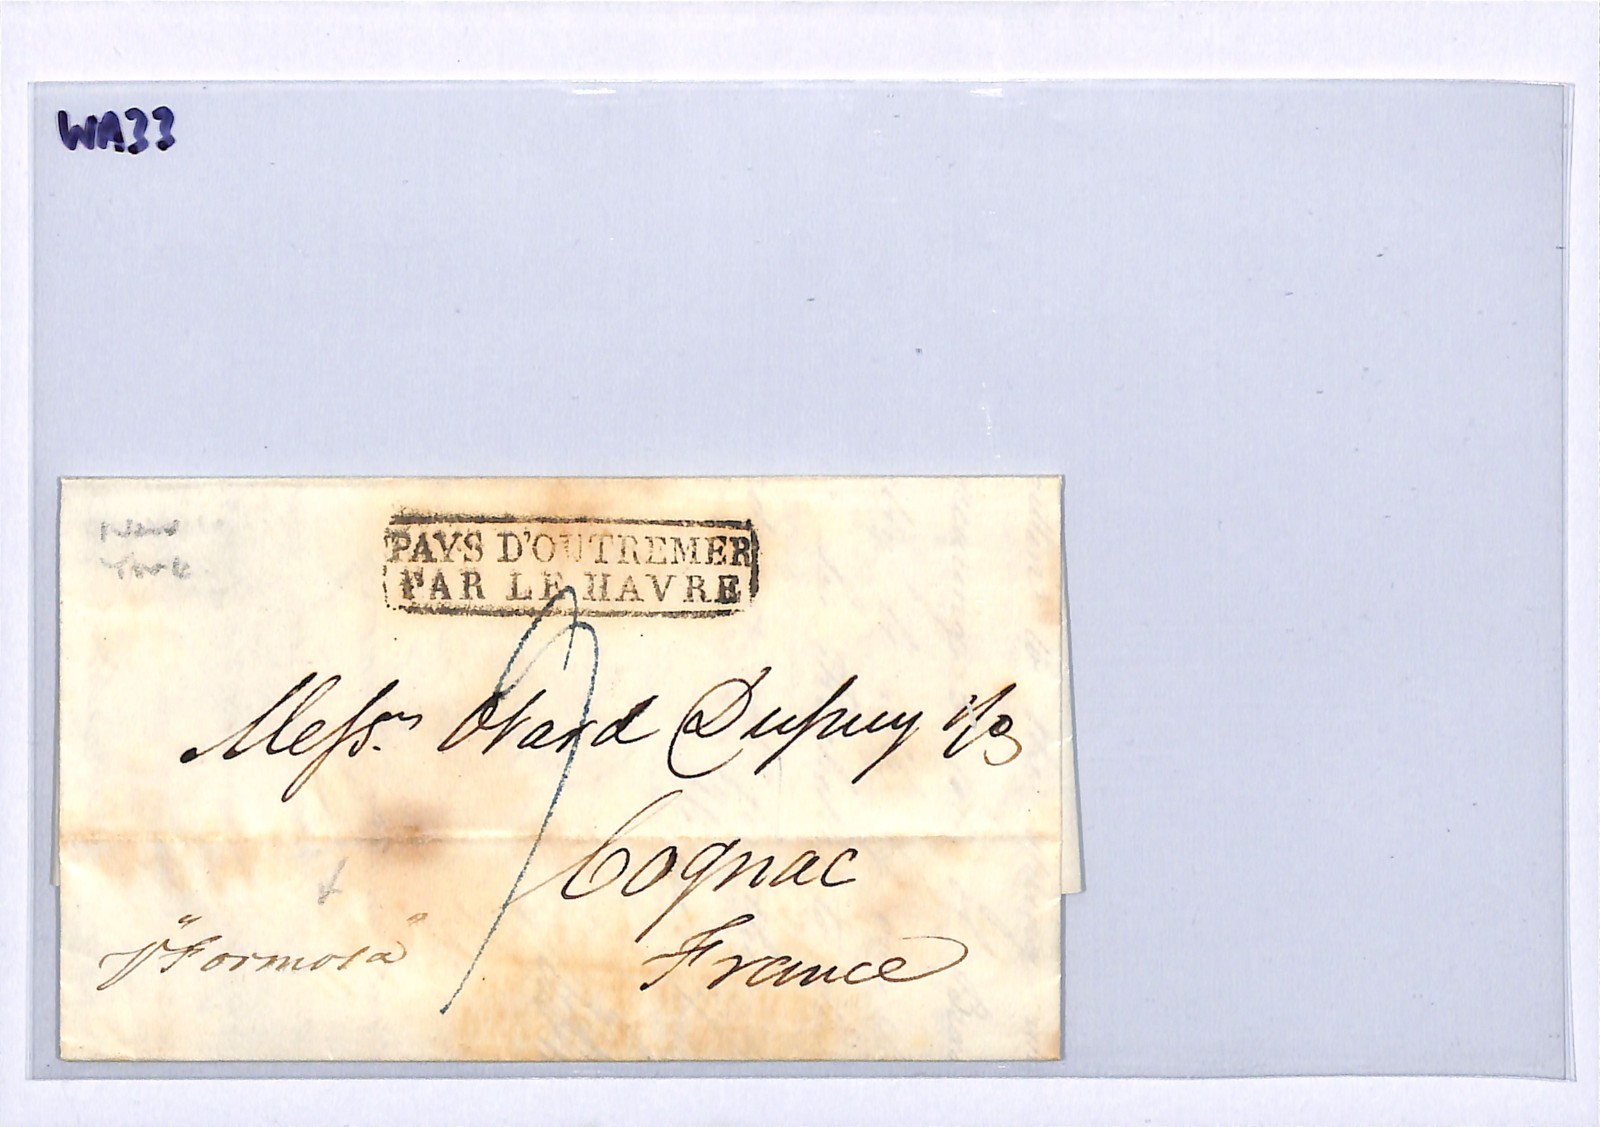 WA33
New
York
PAYS D'OUTREMER
PAR LE HAVRE
Messrs. Otard Dupuy & Co
Cognac
France
p "Formosa"